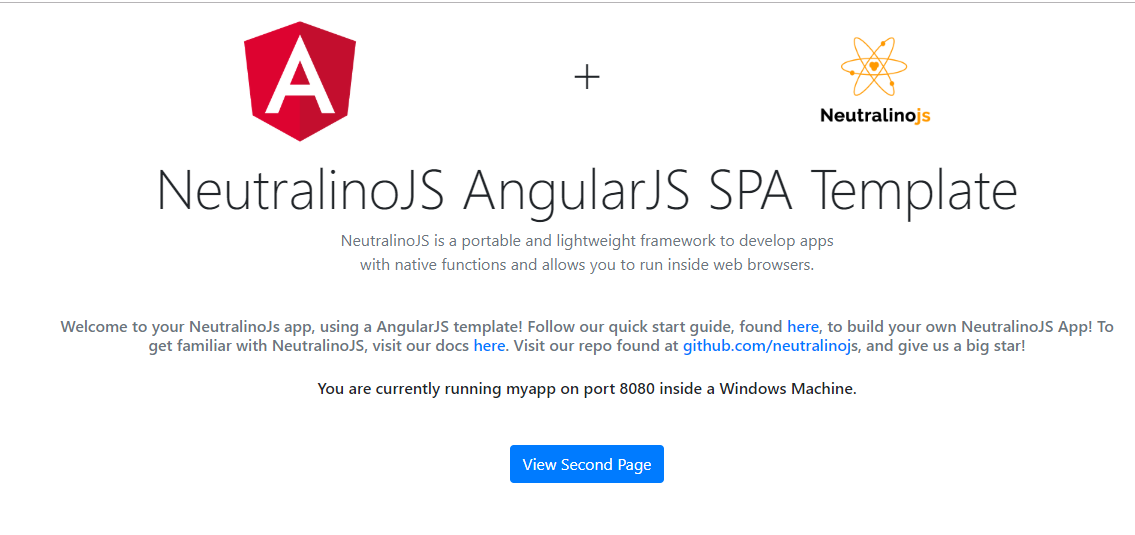 A
+
Neutralinojs
NeutralinoJS AngularJS SPA Template
NeutralinoJS is a portable and lightweight framework to develop apps
with native functions and allows you to run inside web browsers.
Welcome to your NeutralinoJs app, using a AngularJS template! Follow our quick start guide, found here, to build your own NeutralinoJS App! To
get familiar with NeutralinoJS, visit our docs here. Visit our repo found at github.com/neutralinojs, and give us a big star!
You are currently running myapp on port 8080 inside a Windows Machine.
View Second Page